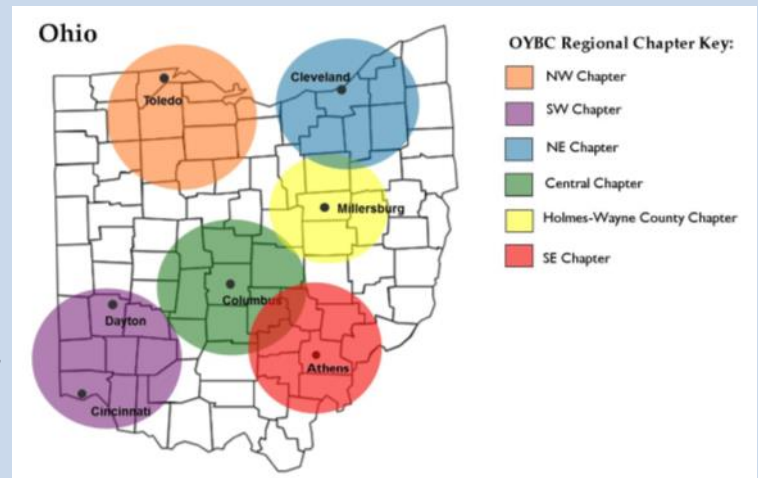 Ohio
OYBC Regional Chapter Key:
NW Chapter
SW Chapter
NE Chapter
Central Chapter
Holmes-Wayne County Chapter
SE Chapter
Cleveland
Toledo
Millersburg
Columbus
Dayton
Athens
Cincinnati